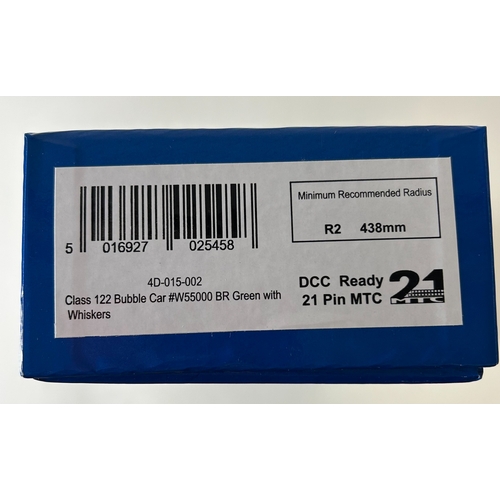 Minimum Recommended Radius
R2 438mm
5 016927 025458
4D-015-002
Class 122 Bubble Car #W55000 BR Green with
Whiskers
DCC Ready
21 Pin MTC
21
MTC